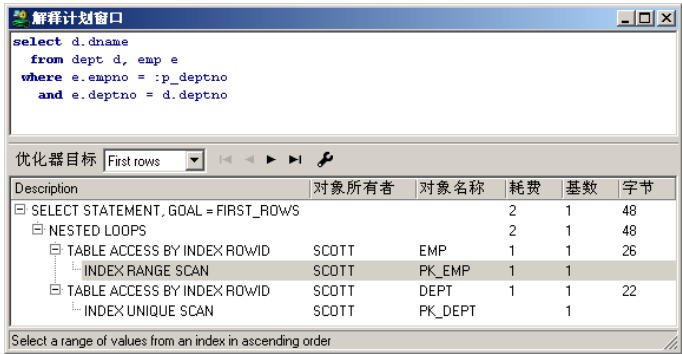 解释计划窗口
select d.dname
from dept d, emp e
where e.empno = :p_deptno
and e.deptno = d.deptno
优化器目标 First rows
Description 对象所有者 对象名称 耗费 基数 字节
SELECT STATEMENT, GOAL = FIRST_ROWS 2 1 48
NESTED LOOPS 2 1 48
TABLE ACCESS BY INDEX ROWID SCOTT EMP 1 1 26
INDEX RANGE SCAN SCOTT PK_EMP 1 1
TABLE ACCESS BY INDEX ROWID SCOTT DEPT 1 1 22
INDEX UNIQUE SCAN SCOTT PK_DEPT 1
Select a range of values from an index in ascending order